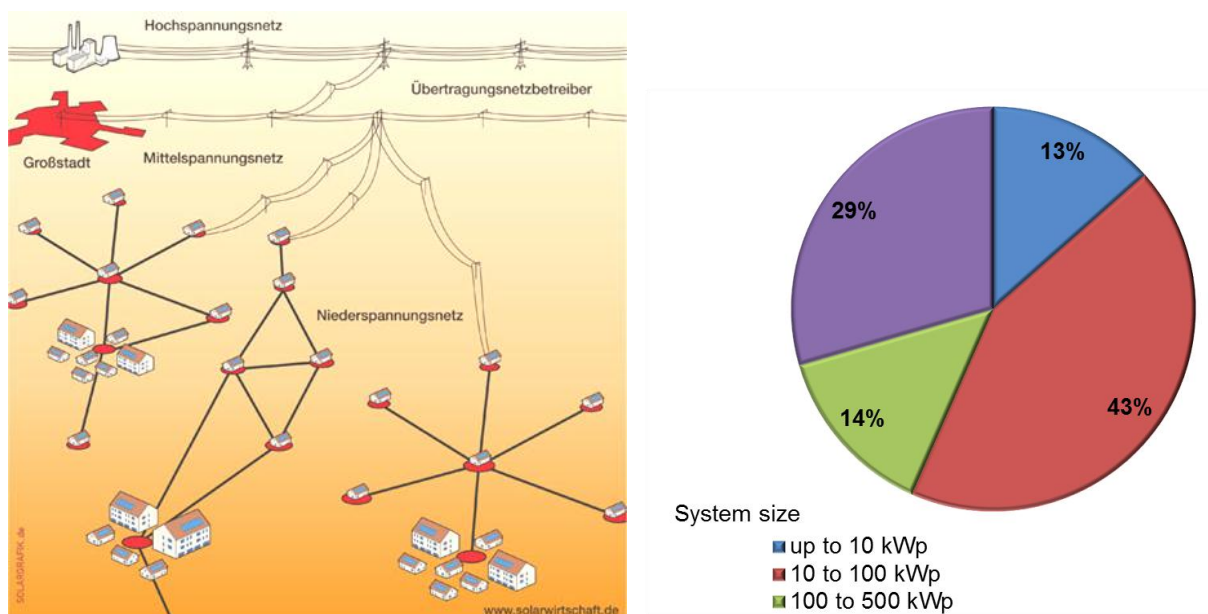 Hochspannungsnetz
Übertragungsnetzbetreiber
Großstadt
Mittelspannungsnetz
Niederspannungsnetz
SOLARGRAFIK.de
www.solarwirtschaft.de
13%
29%
43%
14%
System size
up to 10 kWp
10 to 100 kWp
100 to 500 kWp